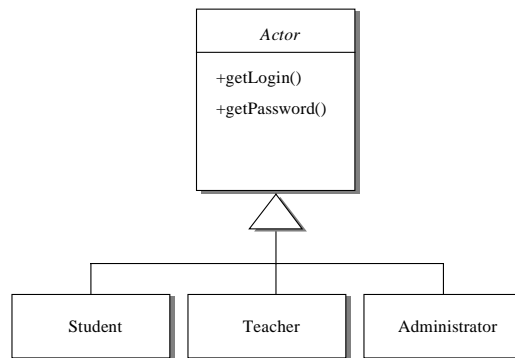 Actor
+getLogin()
+getPassword()
Student
Teacher
Administrator